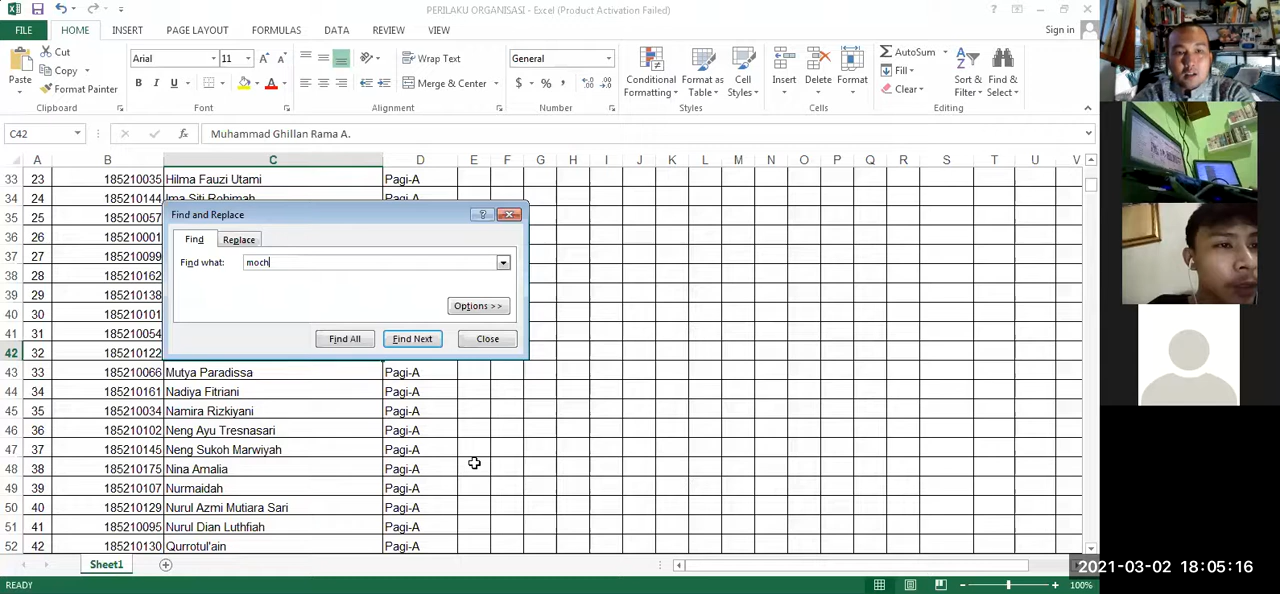 PERILAKU ORGANISASI - Excel (Product Activation Failed)
FILE HOME INSERT PAGE LAYOUT FORMULAS DATA REVIEW VIEW Sign in
Paste Cut Copy Format Painter
Arial 11
B I U
Wrap Text
Merge & Center
General
$ % ,
Conditional Formatting Format as Table Cell Styles
Insert Delete Format
AutoSum Fill Clear
Sort & Filter Find & Select
Clipboard Font Alignment Number Styles Cells Editing
C42 fx Muhammad Ghillan Rama A.
A B C D E F G H I J K L M N O P Q R S T U V
33 23 185210035 Hilma Fauzi Utami Pagi-A
34 24 185210144 Ima Siti Rohimah Pagi-A
35 25 185210057
36 26 185210001
37 27 185210099
38 28 185210162
39 29 185210138
40 30 185210101
41 31 185210054
42 32 185210122
Find and Replace
Find Replace
Find what: moch
Options >>
Find All Find Next Close
43 33 185210066 Mutya Paradissa Pagi-A
44 34 185210161 Nadiya Fitriani Pagi-A
45 35 185210034 Namira Rizkiyani Pagi-A
46 36 185210102 Neng Ayu Tresnasari Pagi-A
47 37 185210145 Neng Sukoh Marwiyah Pagi-A
48 38 185210175 Nina Amalia Pagi-A
49 39 185210107 Nurmaidah Pagi-A
50 40 185210129 Nurul Azmi Mutiara Sari Pagi-A
51 41 185210095 Nurul Dian Luthfiah Pagi-A
52 42 185210130 Qurrotul'ain Pagi-A
Sheet1
READY 100%
2021-03-02 18:05:16